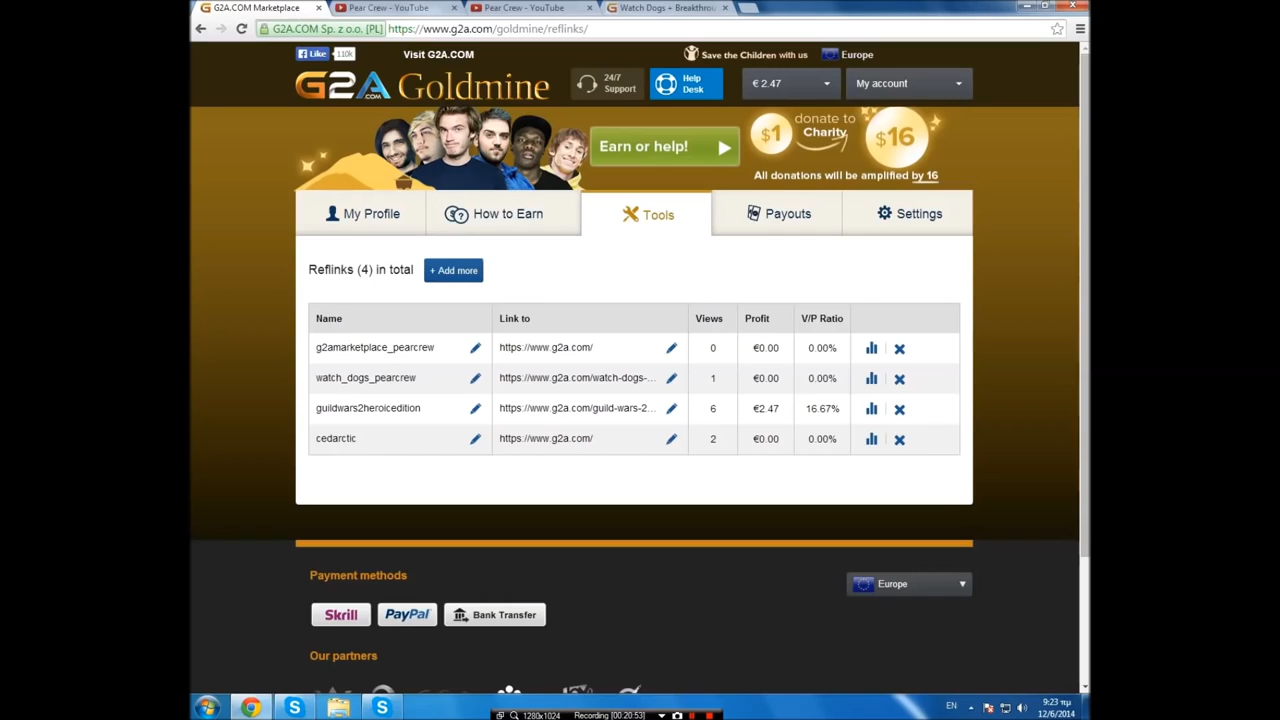 G2A.COM Marketplace
Pear Crew - YouTube
Pear Crew - YouTube
Watch Dogs + Breakthrou
G2A.COM Sp. z o.o. [PL]
https://www.g2a.com/goldmine/reflinks/
Like 110k
Visit G2A.COM
Save the Children with us
Europe
G2A .COM Goldmine
24/7 Support
Help Desk
€ 2.47
My account
Earn or help!
$1
donate to Charity
$16
All donations will be amplified by 16
My Profile
How to Earn
Tools
Payouts
Settings
Reflinks (4) in total
+ Add more
Name Link to Views Profit V/P Ratio
g2amarketplace_pearcrew https://www.g2a.com/ 0 €0.00 0.00%
watch_dogs_pearcrew https://www.g2a.com/watch-dogs-... 1 €0.00 0.00%
guildwars2heroicedition https://www.g2a.com/guild-wars-2... 6 €2.47 16.67%
cedarctic https://www.g2a.com/ 2 €0.00 0.00%
Payment methods
Europe
Skrill
PayPal
Bank Transfer
Our partners
EN
9:23 πμ
12/6/2014
1280x1024
Recording [00:20:53]